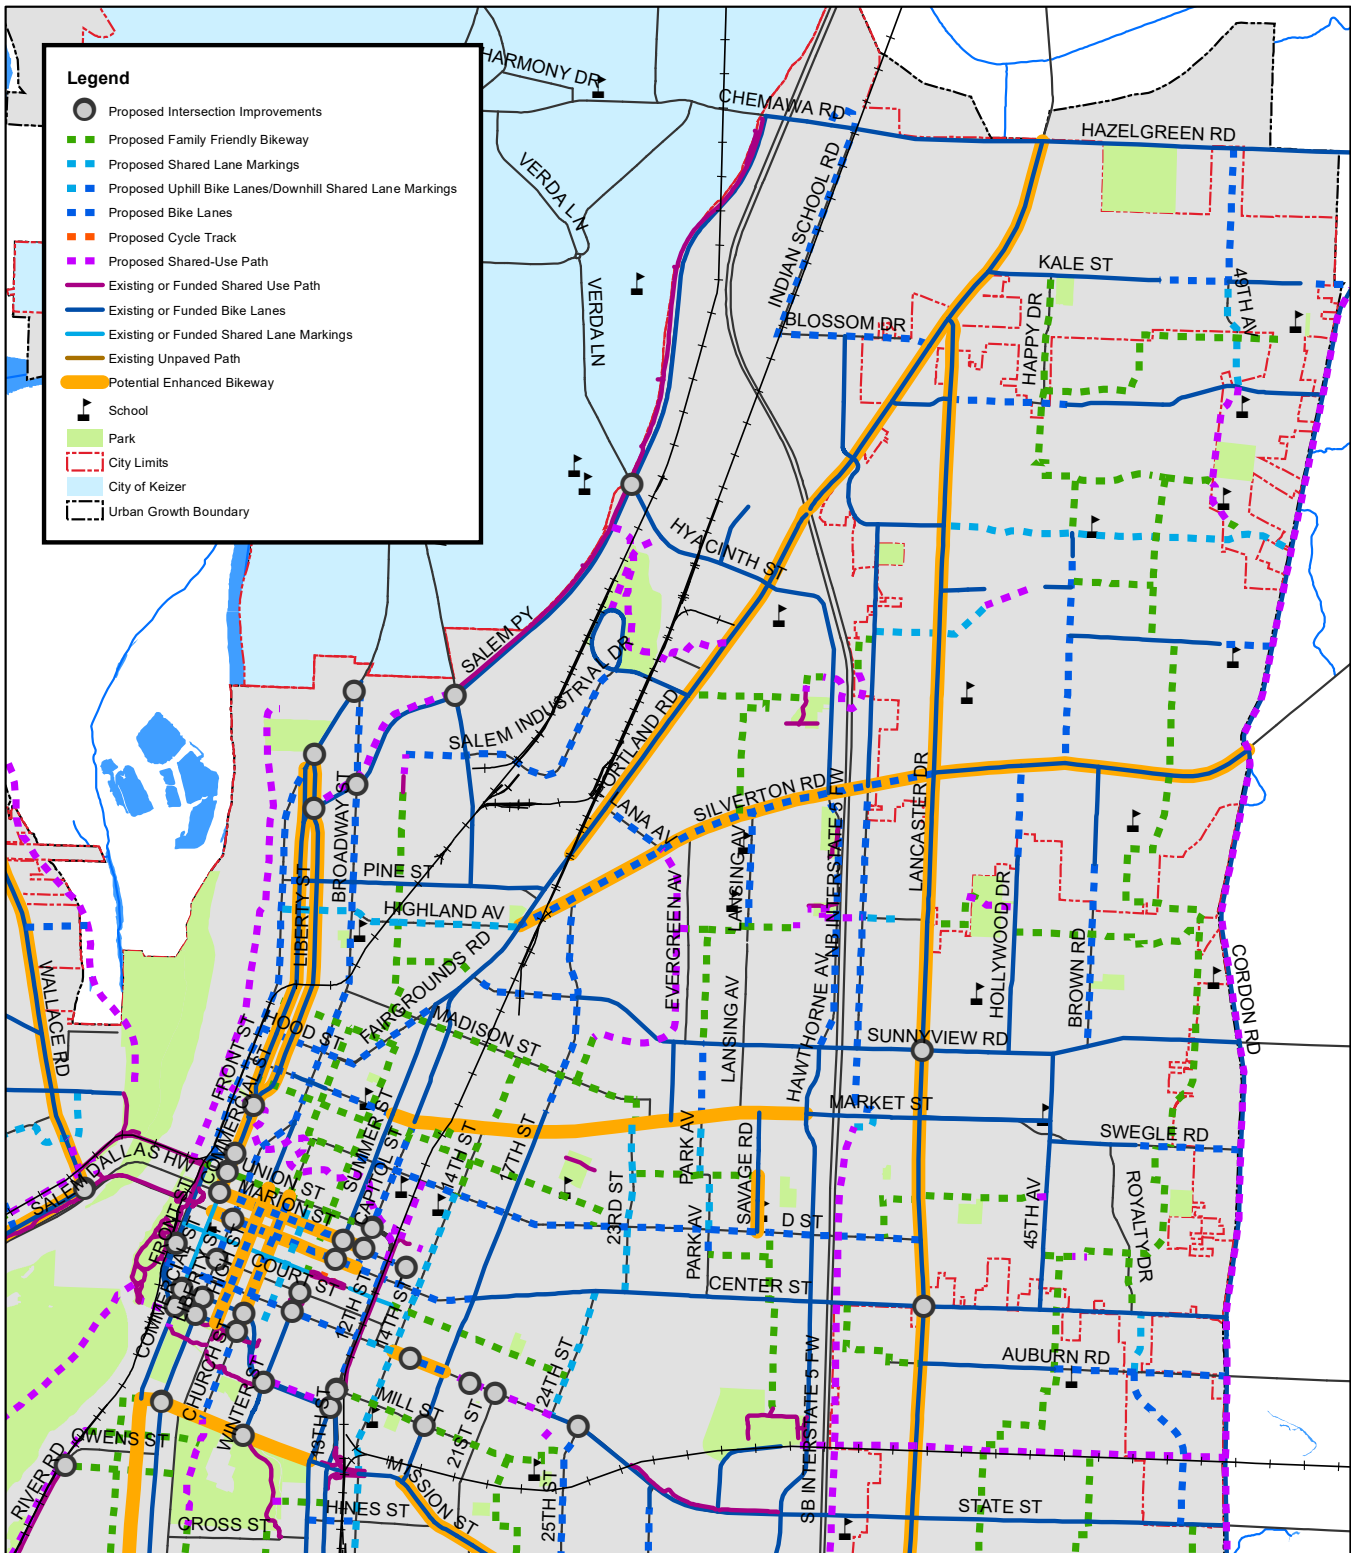 Legend
Proposed Intersection Improvements
Proposed Family Friendly Bikeway
Proposed Shared Lane Markings
Proposed Uphill Bike Lanes/Downhill Shared Lane Markings
Proposed Bike Lanes
Proposed Cycle Track
Proposed Shared-Use Path
Existing or Funded Shared Use Path
Existing or Funded Bike Lanes
Existing or Funded Shared Lane Markings
Existing Unpaved Path
Potential Enhanced Bikeway
School
Park
City Limits
City of Keizer
Urban Growth Boundary
HARMONY DR
CHEMAWA RD
HAZELGREEN RD
VERDA LN
INDIAN SCHOOL RD
KALE ST
49TH AV
VERDA LN
BLOSSOM DR
HAPPY DR
HYACINTH ST
SALEM PY
SALEM INDUSTRIAL DR
PORTLAND RD
LANA AV
SILVERTON RD
LANCASTER DR
BROADWAY ST
LIBERTY ST
PINE ST
HIGHLAND AV
LANSING AV
EVERGREEN AV
NB INTERSTATE 5 FW
HOLLYWOOD DR
BROWN RD
CORDON RD
WALLACE RD
FAIRGROUNDS RD
HOOD ST
MADISON ST
LANSING AV
HAWTHORNE AV
SUNNYVIEW RD
FRONT ST
COMMERCIAL ST
MARKET ST
SWEGLE RD
SALEM DALLAS HW
UNION ST
MARION ST
SUMMER ST
CAPITOL ST
14TH ST
17TH ST
23RD ST
PARK AV
SAVAGE RD
D ST
45TH AV
ROYALTY DR
FRONT ST
COMMERCIAL ST
LIBERTY ST
HIGH ST
COURT ST
12TH ST
14TH ST
PARK AV
CENTER ST
CHURCH ST
WINTER ST
13TH ST
MILL ST
21ST ST
24TH ST
SB INTERSTATE 5 FW
AUBURN RD
OWENS ST
RIVER RD
CROSS ST
HINES ST
MISSION ST
25TH ST
STATE ST